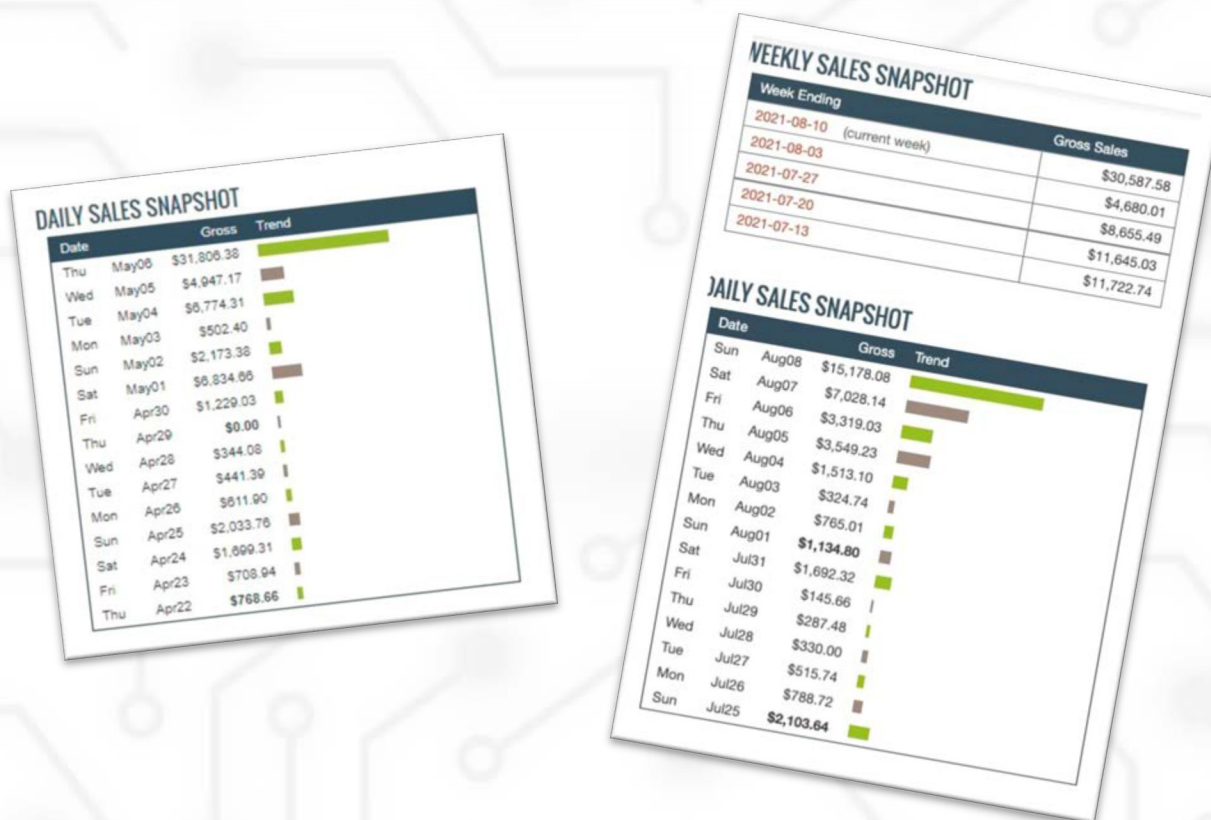 DAILY SALES SNAPSHOT
Date Gross Trend
Thu May06 $31,806.38
Wed May05 $4,947.17
Tue May04 $6,774.31
Mon May03 $502.40
Sun May02 $2,173.38
Sat May01 $6,834.66
Fri Apr30 $1,229.03
Thu Apr29 $0.00
Wed Apr28 $344.08
Tue Apr27 $441.39
Mon Apr26 $611.90
Sun Apr25 $2,033.76
Sat Apr24 $1,699.31
Fri Apr23 $708.94
Thu Apr22 $768.66
WEEKLY SALES SNAPSHOT
Week Ending Gross Sales
2021-08-10 (current week) $30,587.58
2021-08-03 $4,680.01
2021-07-27 $8,655.49
2021-07-20 $11,645.03
2021-07-13 $11,722.74
DAILY SALES SNAPSHOT
Date Gross Trend
Sun Aug08 $15,178.08
Sat Aug07 $7,028.14
Fri Aug06 $3,319.03
Thu Aug05 $3,549.23
Wed Aug04 $1,513.10
Tue Aug03 $324.74
Mon Aug02 $765.01
Sun Aug01 $1,134.80
Sat Jul31 $1,692.32
Fri Jul30 $145.66
Thu Jul29 $287.48
Wed Jul28 $330.00
Tue Jul27 $515.74
Mon Jul26 $788.72
Sun Jul25 $2,103.64